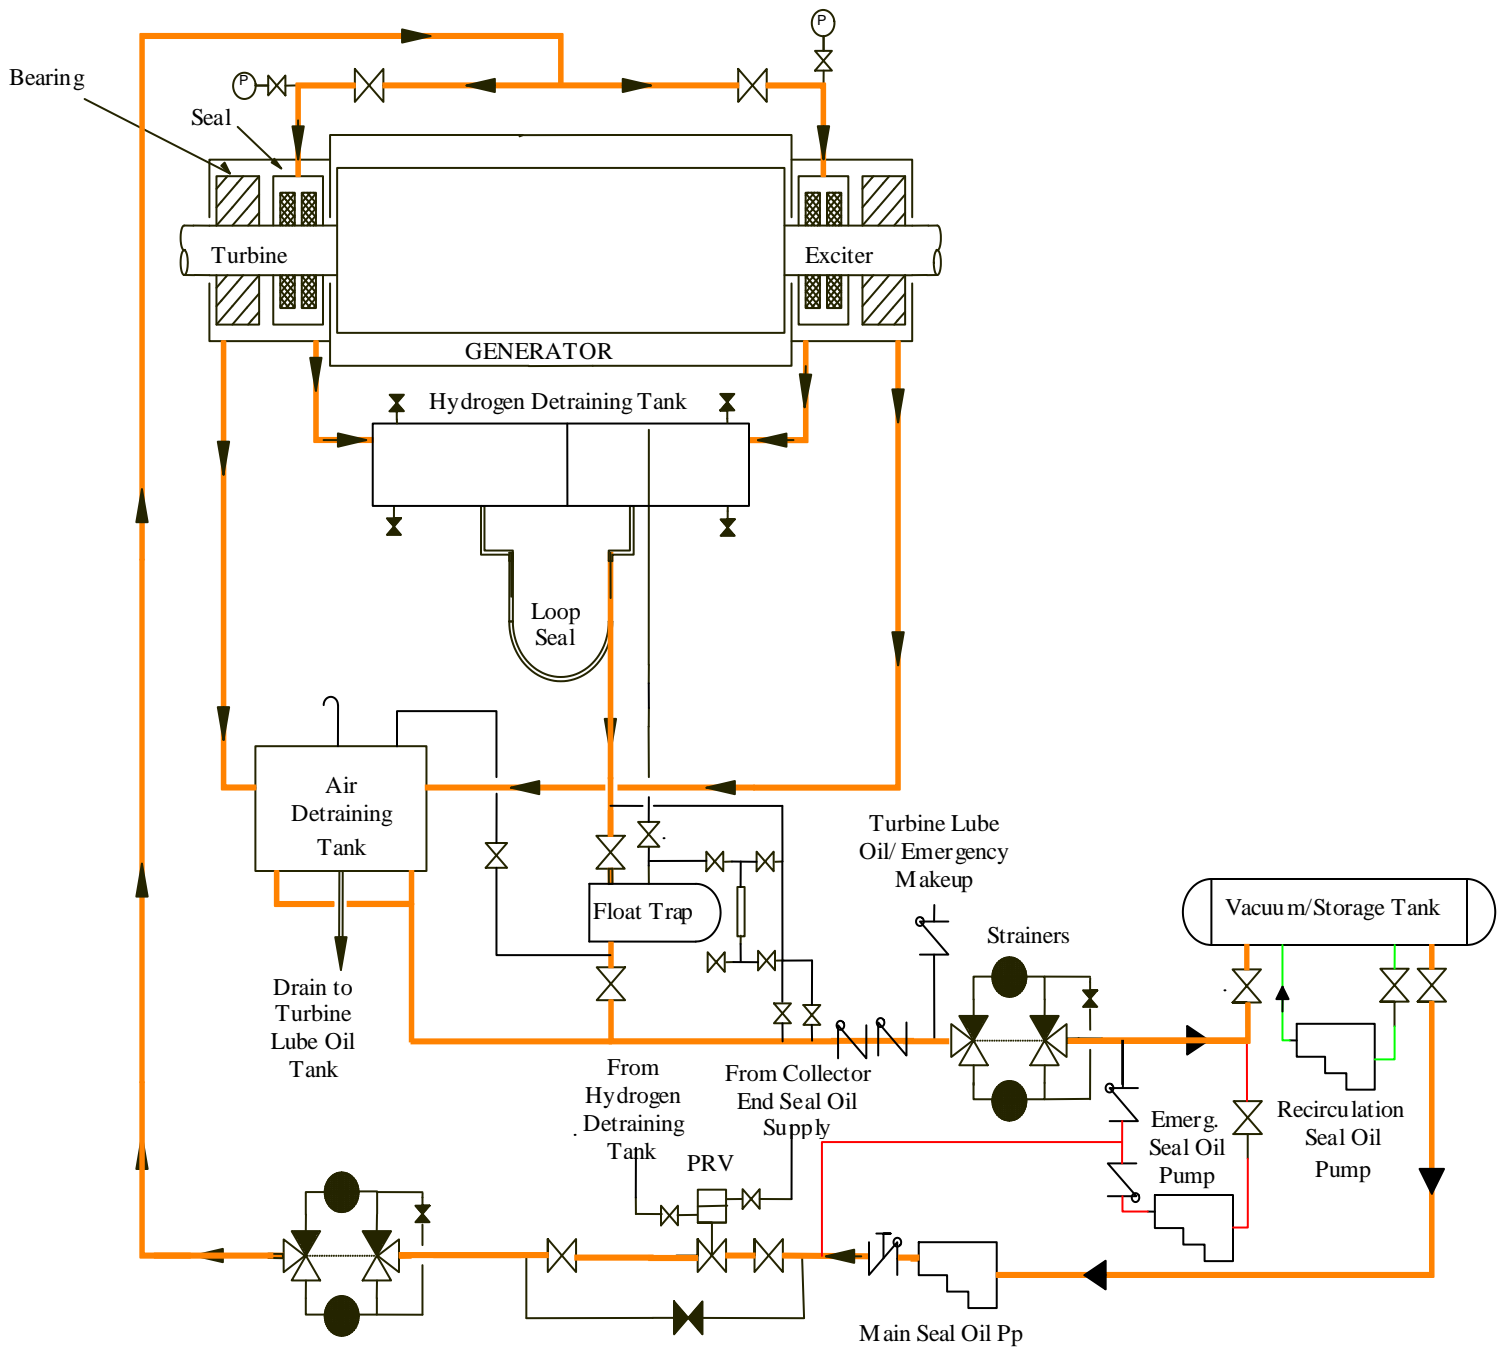 P
P
Bearing
Seal
Turbine
Exciter
GENERATOR
Hydrogen Detraining Tank
Loop
Seal
Air
Detraining
Tank
Float Trap
Turbine Lube
Oil/ Emergency
Makeup
Strainers
Vacuum/Storage Tank
Drain to
Turbine
Lube Oil
Tank
From
Hydrogen
Detraining
Tank
From Collector
End Seal Oil
Supply
PRV
Emerg.
Seal Oil
Pump
Recirculation
Seal Oil
Pump
Main Seal Oil Pp